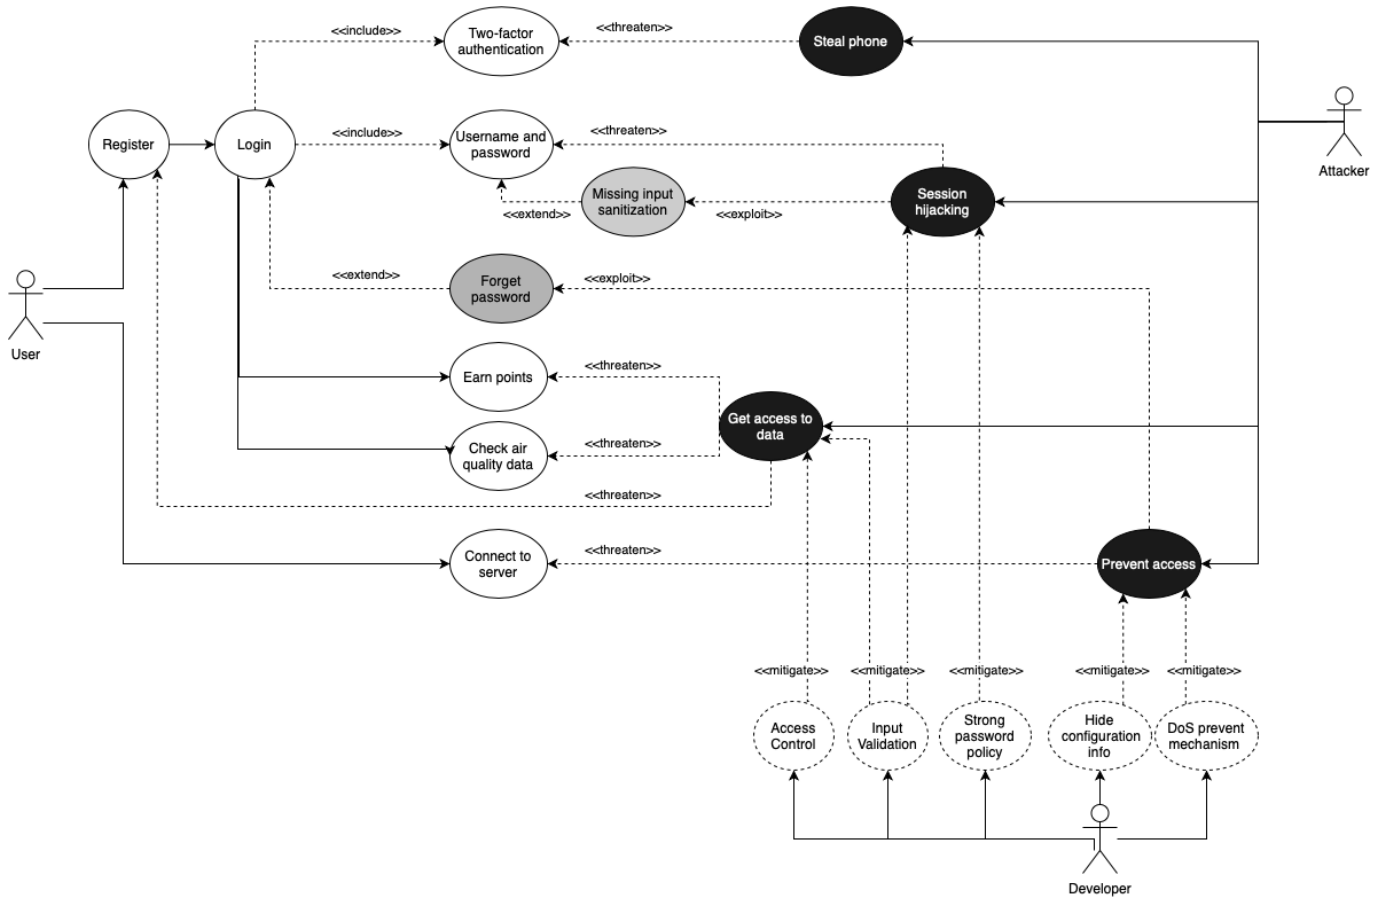 <<include>>
Two-factor
authentication
<<threaten>>
Steal phone
Attacker
Register
Login
<<include>>
Username and
password
<<threaten>>
Missing input
sanitization
<<extend>>
<<exploit>>
Session
hijacking
User
<<extend>>
Forget
password
<<exploit>>
Earn points
<<threaten>>
Get access to
data
Check air
quality data
<<threaten>>
<<threaten>>
Connect to
server
<<threaten>>
Prevent access
<<mitigate>>
<<mitigate>>
<<mitigate>>
<<mitigate>>
<<mitigate>>
Access
Control
Input
Validation
Strong
password
policy
Hide
configuration
info
DoS prevent
mechanism
Developer